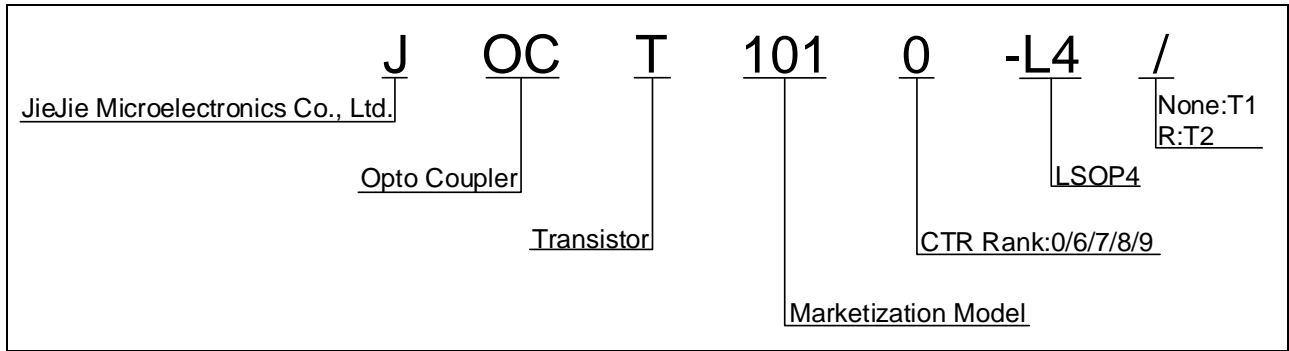 J OC T 101 0 -L4 /
JieJie Microelectronics Co., Ltd.
None:T1
R:T2
Opto Coupler
LSOP4
Transistor
CTR Rank:0/6/7/8/9
Marketization Model